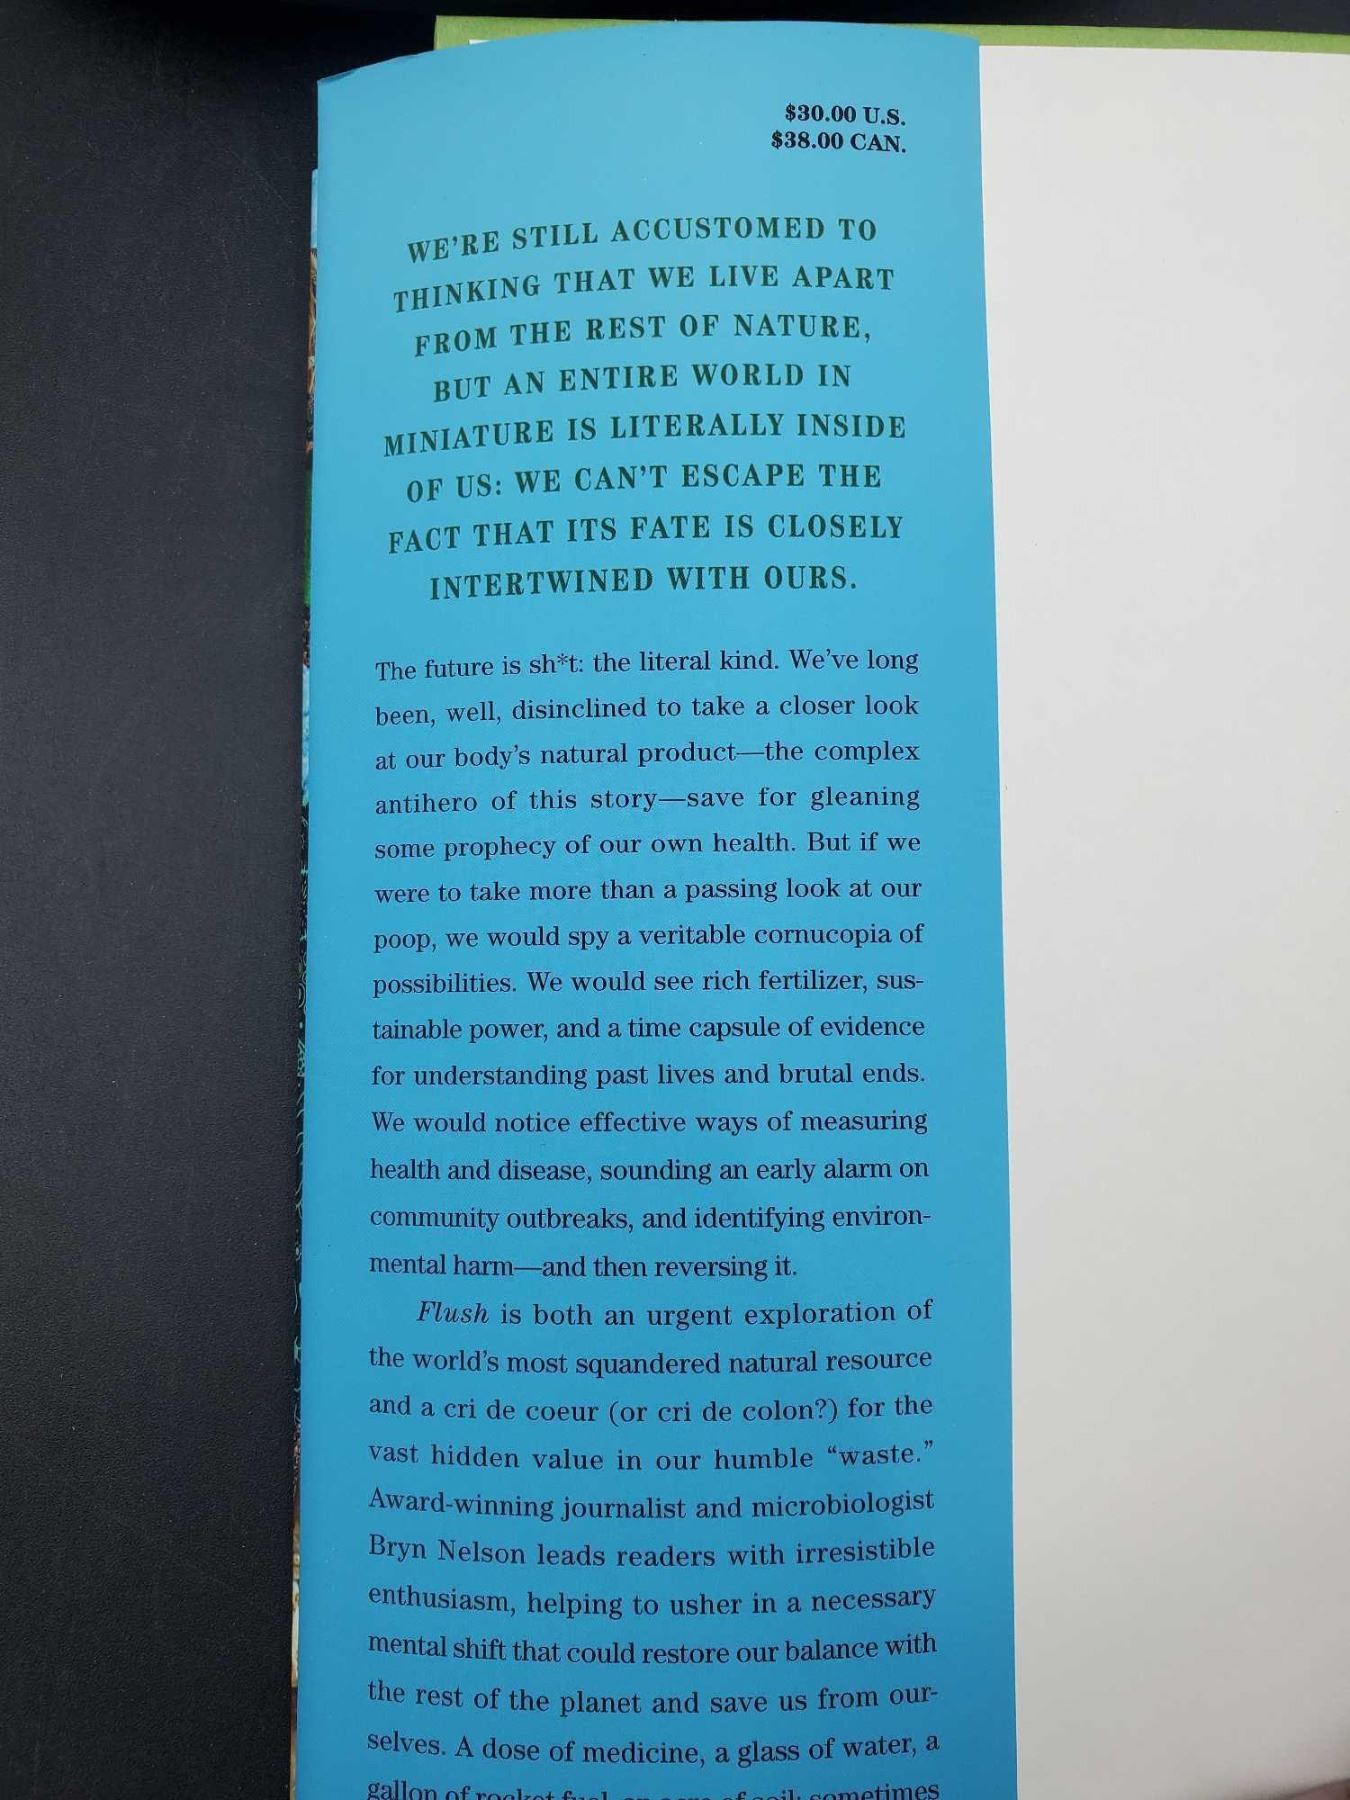 $30.00 U.S.
$38.00 CAN.
WE'RE STILL ACCUSTOMED TO
THINKING THAT WE LIVE APART
FROM THE REST OF NATURE,
BUT AN ENTIRE WORLD IN
MINIATURE IS LITERALLY INSIDE
OF US: WE CAN'T ESCAPE THE
FACT THAT ITS FATE IS CLOSELY
INTERTWINED WITH OURS.
The future is sh*t: the literal kind. We've long
been, well, disinclined to take a closer look
at our body's natural product—the complex
antihero of this story—save for gleaning
some prophecy of our own health. But if we
were to take more than a passing look at our
poop, we would spy a veritable cornucopia of
possibilities. We would see rich fertilizer, sus-
tainable power, and a time capsule of evidence
for understanding past lives and brutal ends.
We would notice effective ways of measuring
health and disease, sounding an early alarm on
community outbreaks, and identifying environ-
mental harm—and then reversing it.
Flush is both an urgent exploration of
the world's most squandered natural resource
and a cri de coeur (or cri de colon?) for the
vast hidden value in our humble “waste.”
Award-winning journalist and microbiologist
Bryn Nelson leads readers with irresistible
enthusiasm, helping to usher in a necessary
mental shift that could restore our balance with
the rest of the planet and save us from our-
selves. A dose of medicine, a glass of water, a
gallon of rocket fuel, an acre of soil: sometimes